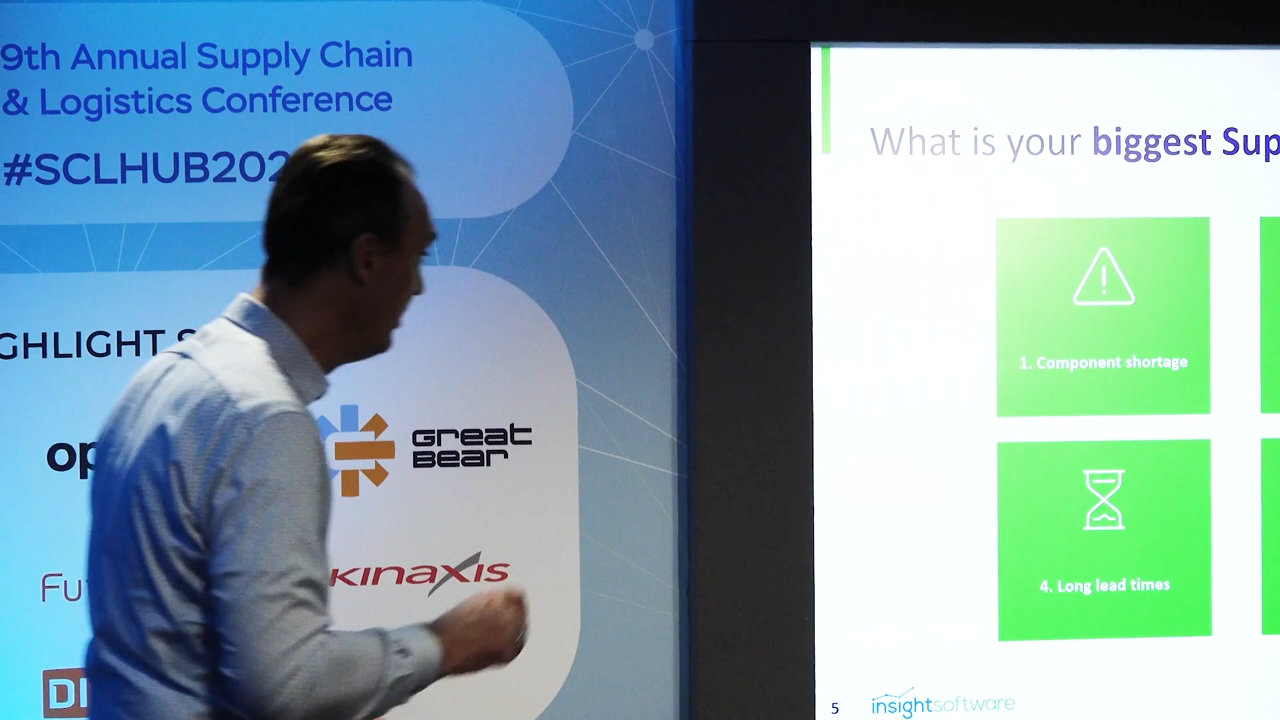 9th Annual Supply Chain
& Logistics Conference
#SCLHUB202
GHLIGHT S
op
GREAT
BEAR
Fu
KINAXIS
DI
What is your biggest Sup
1. Component shortage
4. Long lead times
5
insightsoftware